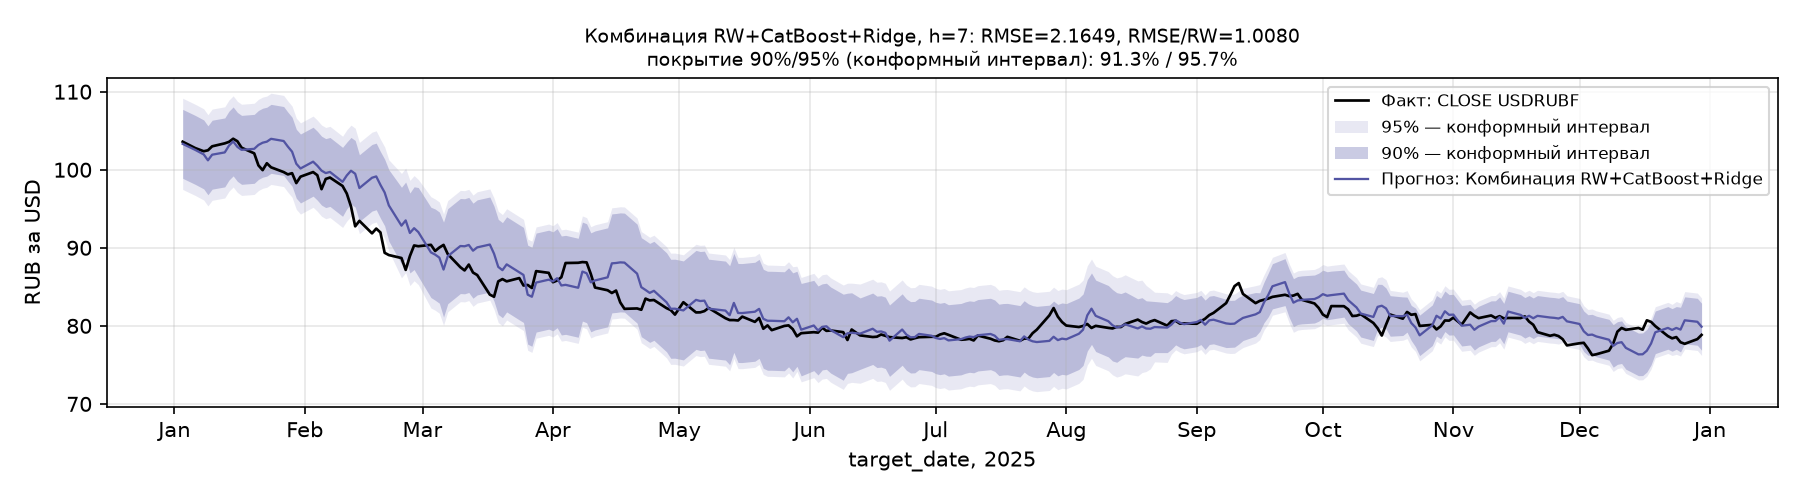 Комбинация RW+CatBoost+Ridge, h=7: RMSE=2.1649, RMSE/RW=1.0080
покрытие 90%/95% (конформный интервал): 91.3% / 95.7%
RUB за USD
110
100
90
80
70
Факт: CLOSE USDRUBF
95% — конформный интервал
90% — конформный интервал
Прогноз: Комбинация RW+CatBoost+Ridge
Jan Feb Mar Apr May Jun Jul Aug Sep Oct Nov Dec Jan
target_date, 2025